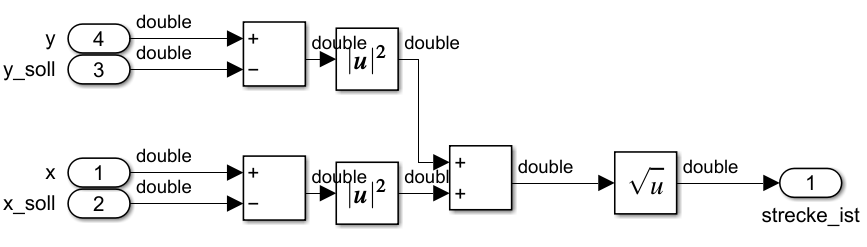 y 4 double + double |u|² double
y_soll 3 double −
x 1 double + double |u|² doubl + double √u double 1
x_soll 2 double − +
strecke_ist